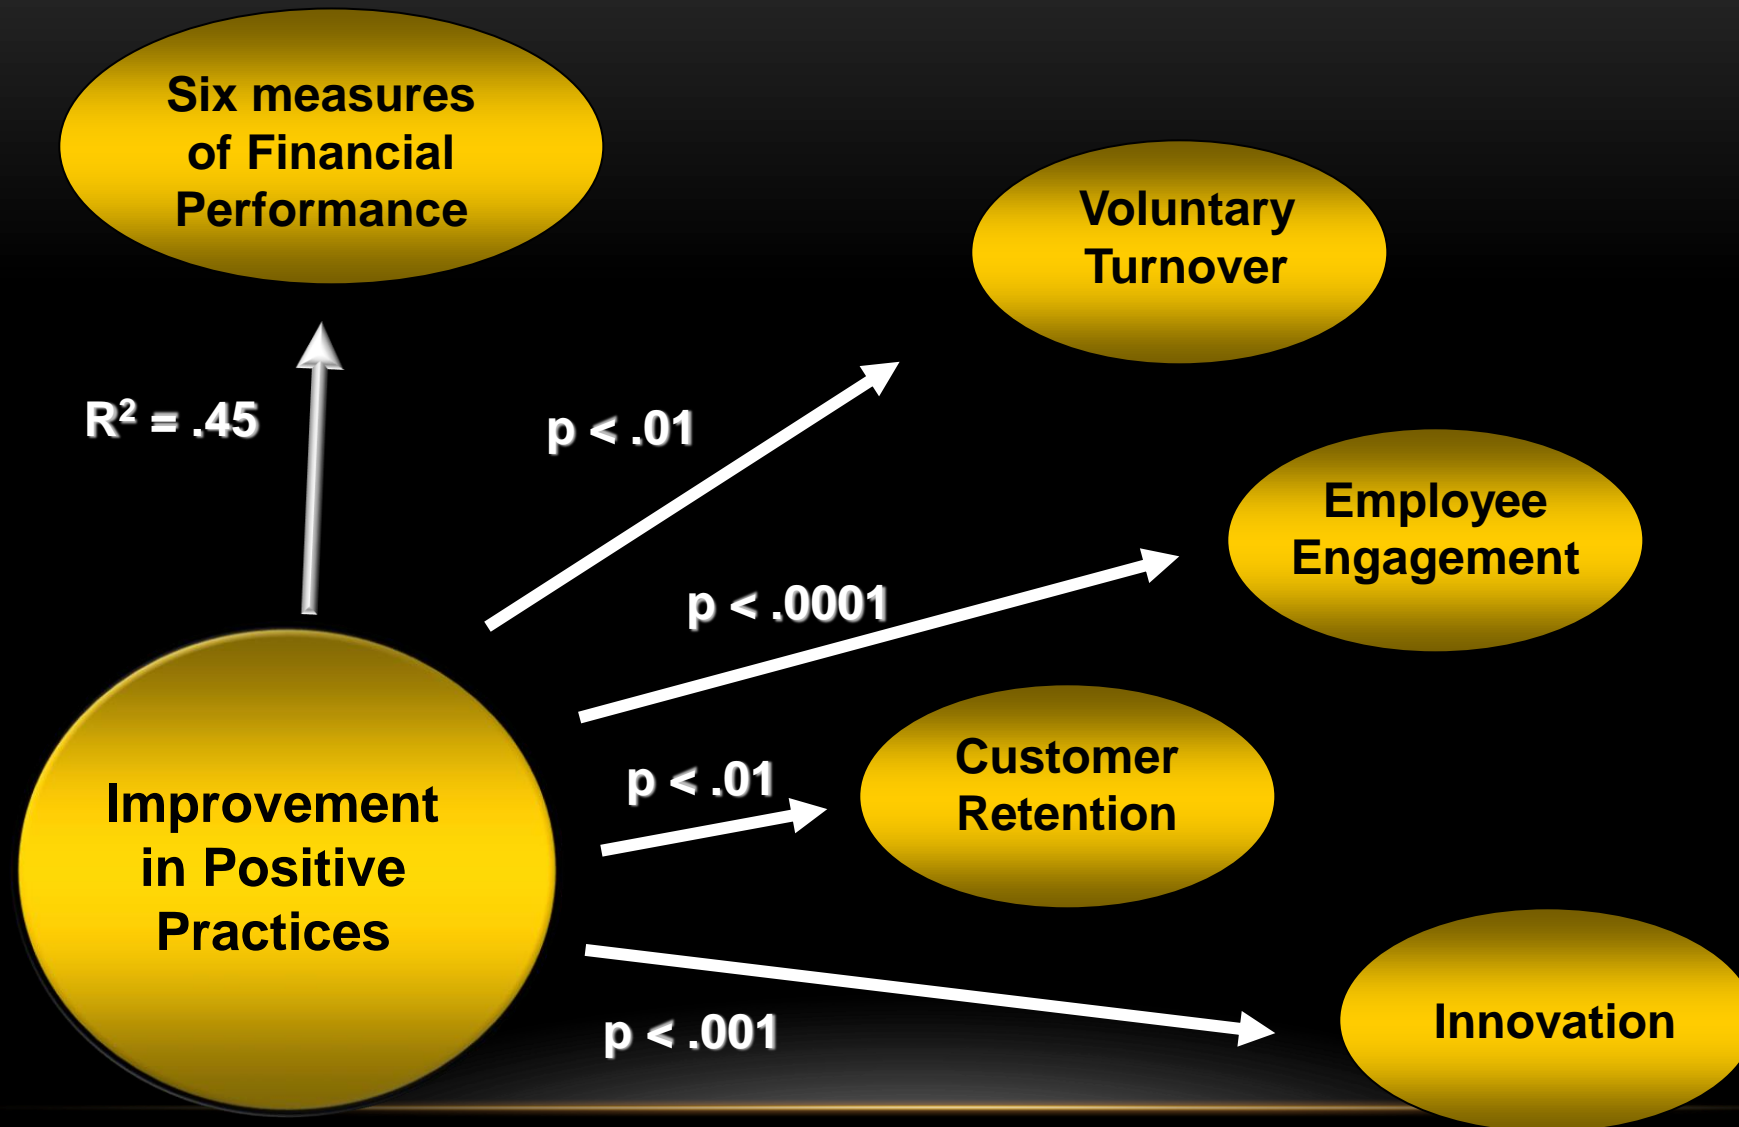 Six measures
of Financial
Performance
Voluntary
Turnover
R² = .45
p < .01
Employee
Engagement
p < .0001
Customer
Retention
p < .01
Improvement
in Positive
Practices
Innovation
p < .001